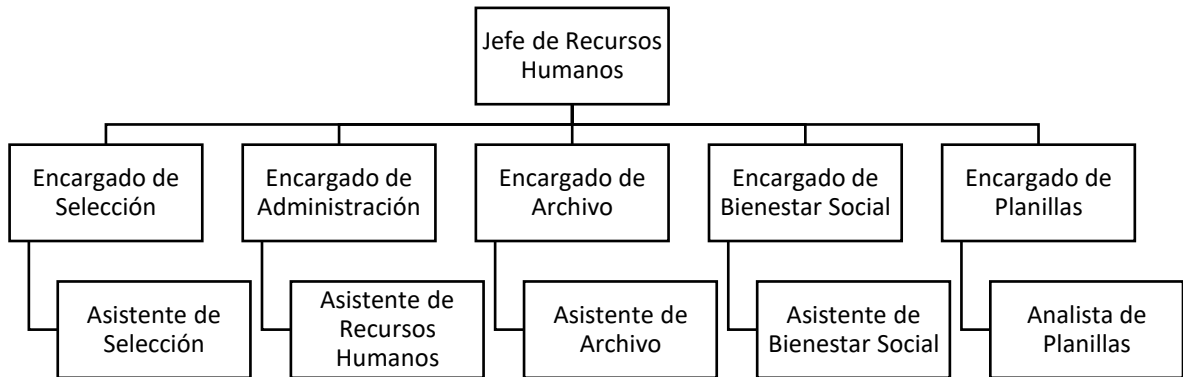 Jefe de Recursos
Humanos
Encargado de
Selección
Encargado de
Administración
Encargado de
Archivo
Encargado de
Bienestar Social
Encargado de
Planillas
Asistente de
Selección
Asistente de
Recursos
Humanos
Asistente de
Archivo
Asistente de
Bienestar Social
Analista de
Planillas